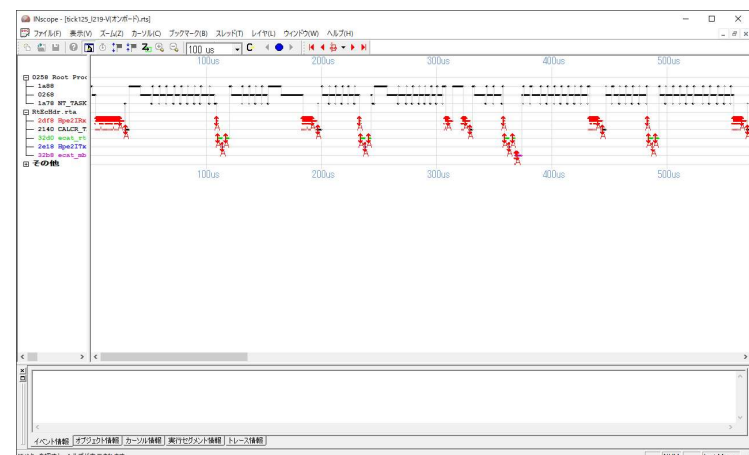 INscope - [tick125_I219-V(オンボード).rts]
ファイル(F) 表示(V) ズーム(Z) カーソル(C) ブックマーク(B) スレッド(T) レイヤ(L) ウィンドウ(W) ヘルプ(H)
100 us
100us 200us 300us 400us 500us
0258 Root Proc
1a88
0268
1a78 NT_TASK
RtEcHdr.rta
2df8 Hpe2IRx
2140 CALCR_T
32d0 ecat_rt
2e18 Hpe2ITx
32b8 ecat_mb
その他
100us 200us 300us 400us 500us
イベント情報 オブジェクト情報 カーソル情報 実行セグメント情報 トレース情報